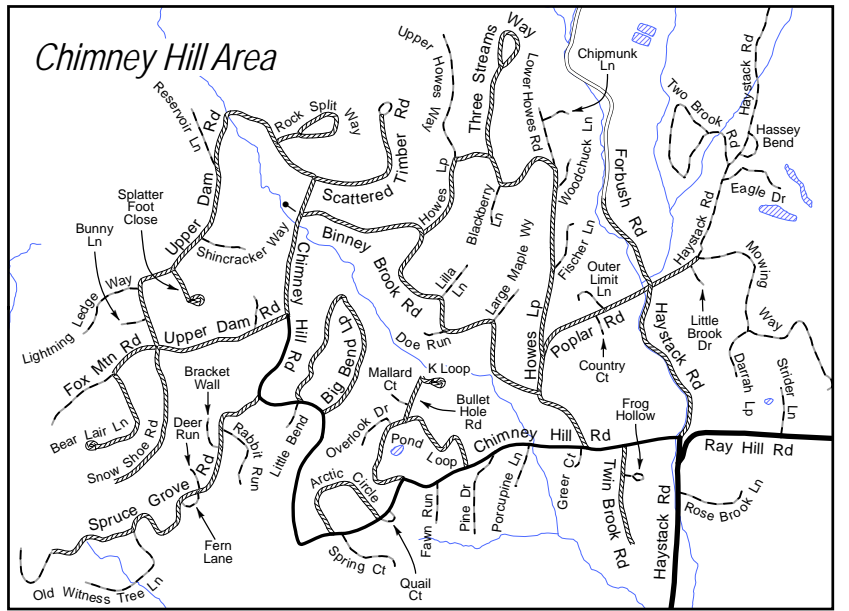 Chimney Hill Area
Reservoir Ln
Upper Dam Rd
Rock Split Way
Scattered Timber Rd
Upper Howes Way
Three Streams Way
Lower Howes Rd
Chipmunk
Ln
Woodchuck Ln
Forbush Rd
Haystack Rd
Two Brook Rd
Hassey
Bend
Eagle Dr
Splatter
Foot
Close
Bunny
Ln
Shincracker Way
Lightning Ledge Way
Fox Mtn Rd
Upper Dam Rd
Chimney Hill Rd
Binney Brook Rd
Howes Lp
Blackberry
Ln
Lilla
Ln
Large Maple Wy
Fischer Ln
Outer
Limit
Ln
Haystack Rd
Mowing Way
Little
Brook
Dr
Doe Run
Howes Lp
Poplar Rd
Country
Ct
Haystack Rd
Darrah Lp
Strider Ln
Big Bend Lp
K Loop
Mallard
Ct
Bullet
Hole
Rd
Bracket
Wall
Deer
Run
Rabbit Run
Little Bend
Overlook Dr
Pond Loop
Chimney Hill Rd
Frog
Hollow
Ray Hill Rd
Bear Lair Ln
Snow Shoe Rd
Spruce Grove Rd
Fern
Lane
Arctic Circle
Spring Ct
Quail
Ct
Fawn Run
Pine Dr
Porcupine Ln
Greer Ct
Twin Brook Rd
Haystack Rd
Rose Brook Ln
Old Witness Tree Ln